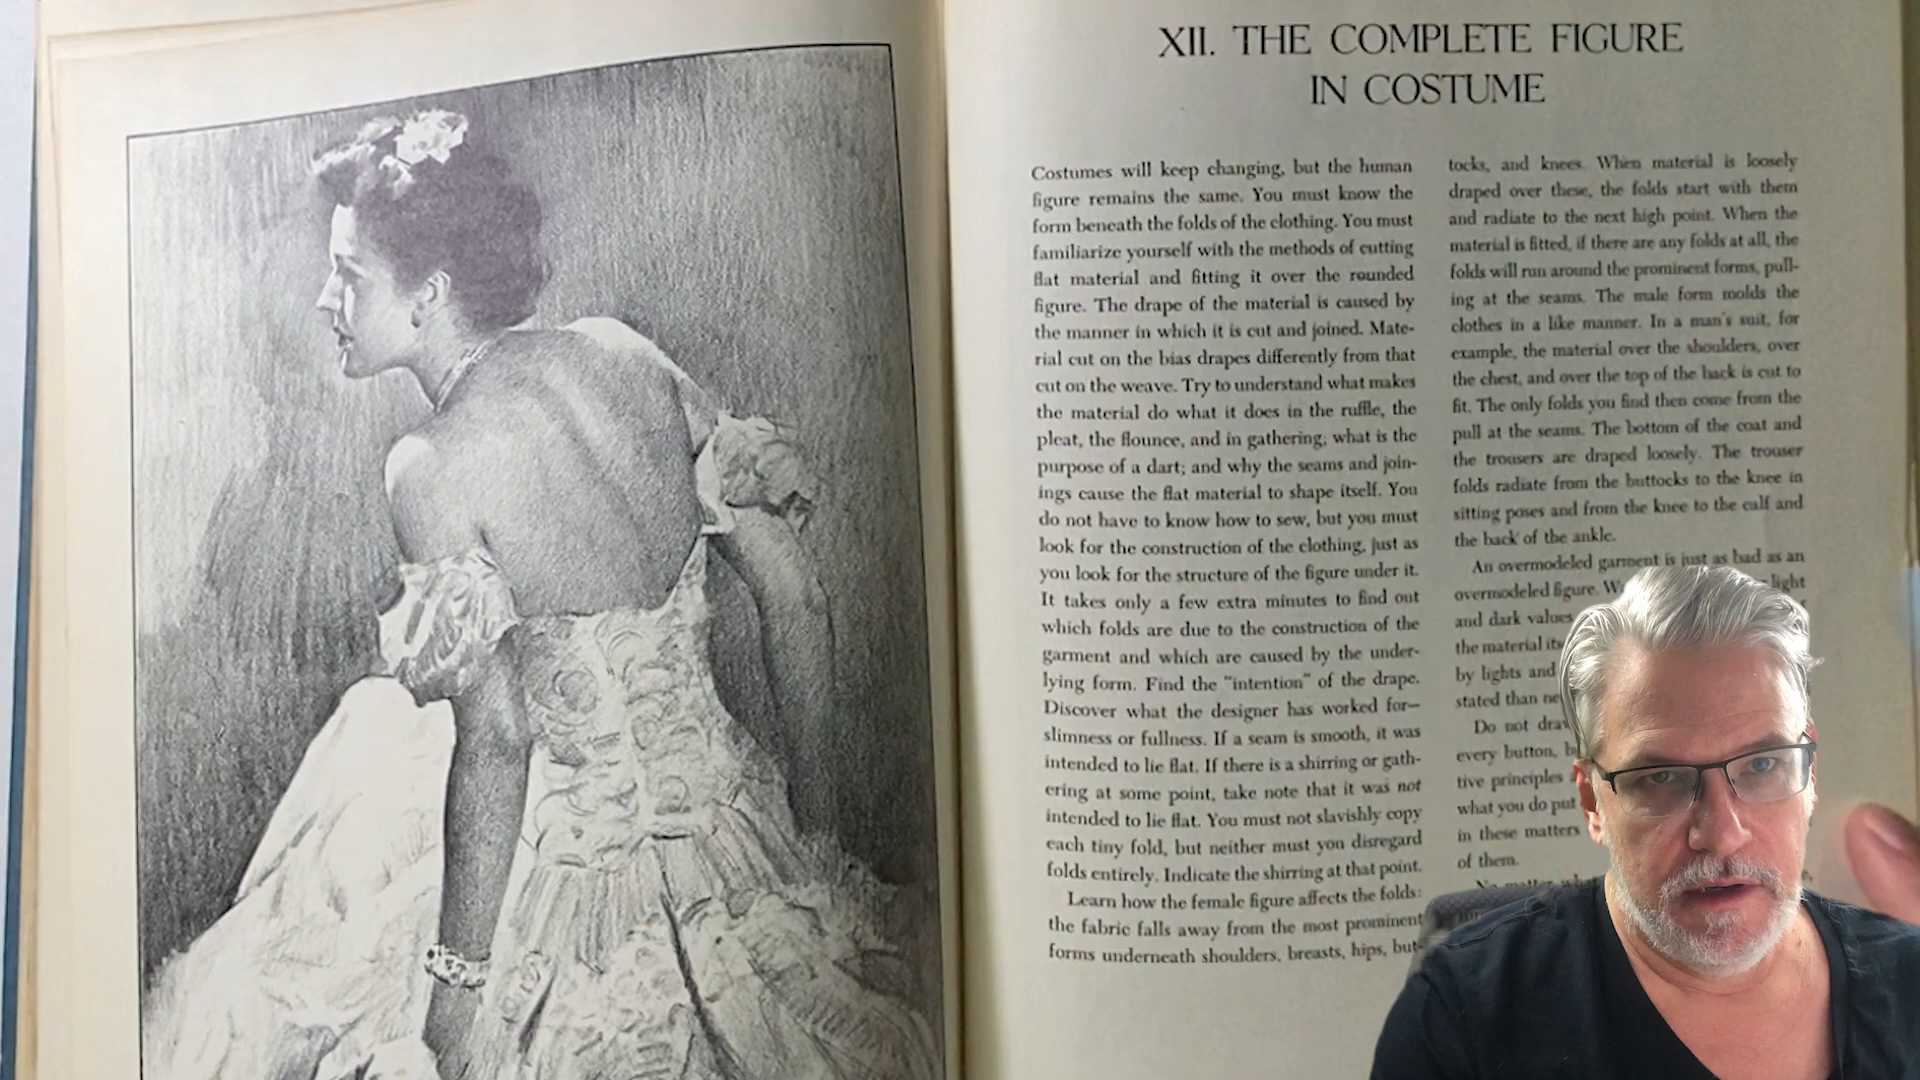 XII. THE COMPLETE FIGURE
IN COSTUME
Costumes will keep changing, but the human
figure remains the same. You must know the
form beneath the folds of the clothing. You must
familiarize yourself with the methods of cutting
flat material and fitting it over the rounded
figure. The drape of the material is caused by
the manner in which it is cut and joined. Mate-
rial cut on the bias drapes differently from that
cut on the weave. Try to understand what makes
the material do what it does in the ruffle, the
pleat, the flounce, and in gathering; what is the
purpose of a dart; and why the seams and join-
ings cause the flat material to shape itself. You
do not have to know how to sew, but you must
look for the construction of the clothing, just as
you look for the structure of the figure under it.
It takes only a few extra minutes to find out
which folds are due to the construction of the
garment and which are caused by the under-
lying form. Find the "intention" of the drape.
Discover what the designer has worked for—
slimness or fullness. If a seam is smooth, it was
intended to lie flat. If there is a shirring or gath-
ering at some point, take note that it was not
intended to lie flat. You must not slavishly copy
each tiny fold, but neither must you disregard
folds entirely. Indicate the shirring at that point.
Learn how the female figure affects the folds:
the fabric falls away from the most prominent
forms underneath shoulders, breasts, hips, but-
tocks, and knees. When material is loosely
draped over these, the folds start with them
and radiate to the next high point. When the
material is fitted, if there are any folds at all, the
folds will run around the prominent forms, pull-
ing at the seams. The male form molds the
clothes in a like manner. In a man's suit, for
example, the material over the shoulders, over
the chest, and over the top of the back is cut to
fit. The only folds you find then come from the
pull at the seams. The bottom of the coat and
the trousers are draped loosely. The trouser
folds radiate from the buttocks to the knee in
sitting poses and from the knee to the calf and
the back of the ankle.
An overmodeled garment is just as bad as an
overmodeled figure. light
and dark values
the material
by lights and
stated than
Do not
every button,
tive principles
what you do put
in these matters
of them.
No matter